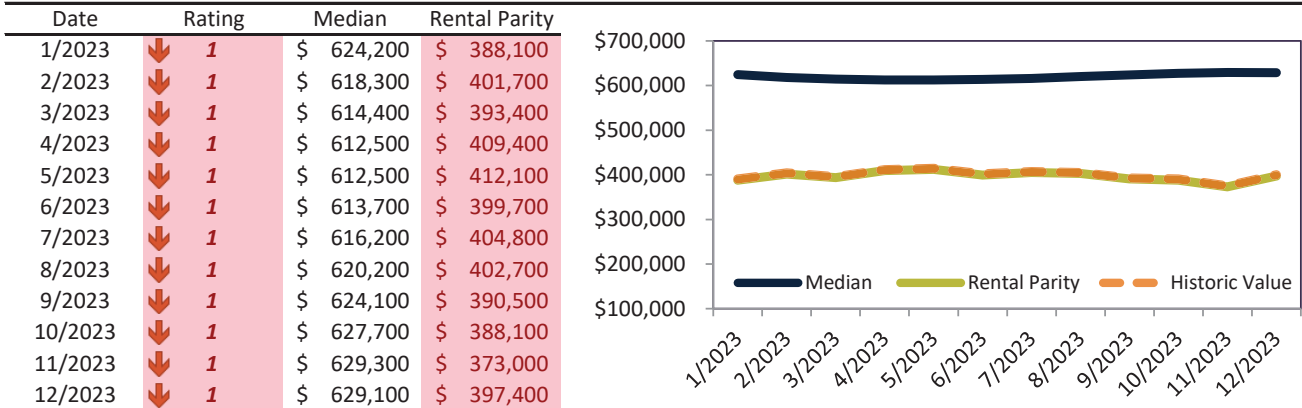 Date Rating Median Rental Parity
1/2023 1 $ 624,200 $ 388,100
2/2023 1 $ 618,300 $ 401,700
3/2023 1 $ 614,400 $ 393,400
4/2023 1 $ 612,500 $ 409,400
5/2023 1 $ 612,500 $ 412,100
6/2023 1 $ 613,700 $ 399,700
7/2023 1 $ 616,200 $ 404,800
8/2023 1 $ 620,200 $ 402,700
9/2023 1 $ 624,100 $ 390,500
10/2023 1 $ 627,700 $ 388,100
11/2023 1 $ 629,300 $ 373,000
12/2023 1 $ 629,100 $ 397,400
$700,000
$600,000
$500,000
$400,000
$300,000
$200,000
$100,000
Median Rental Parity Historic Value
1/2023 2/2023 3/2023 4/2023 5/2023 6/2023 7/2023 8/2023 9/2023 10/2023 11/2023 12/2023